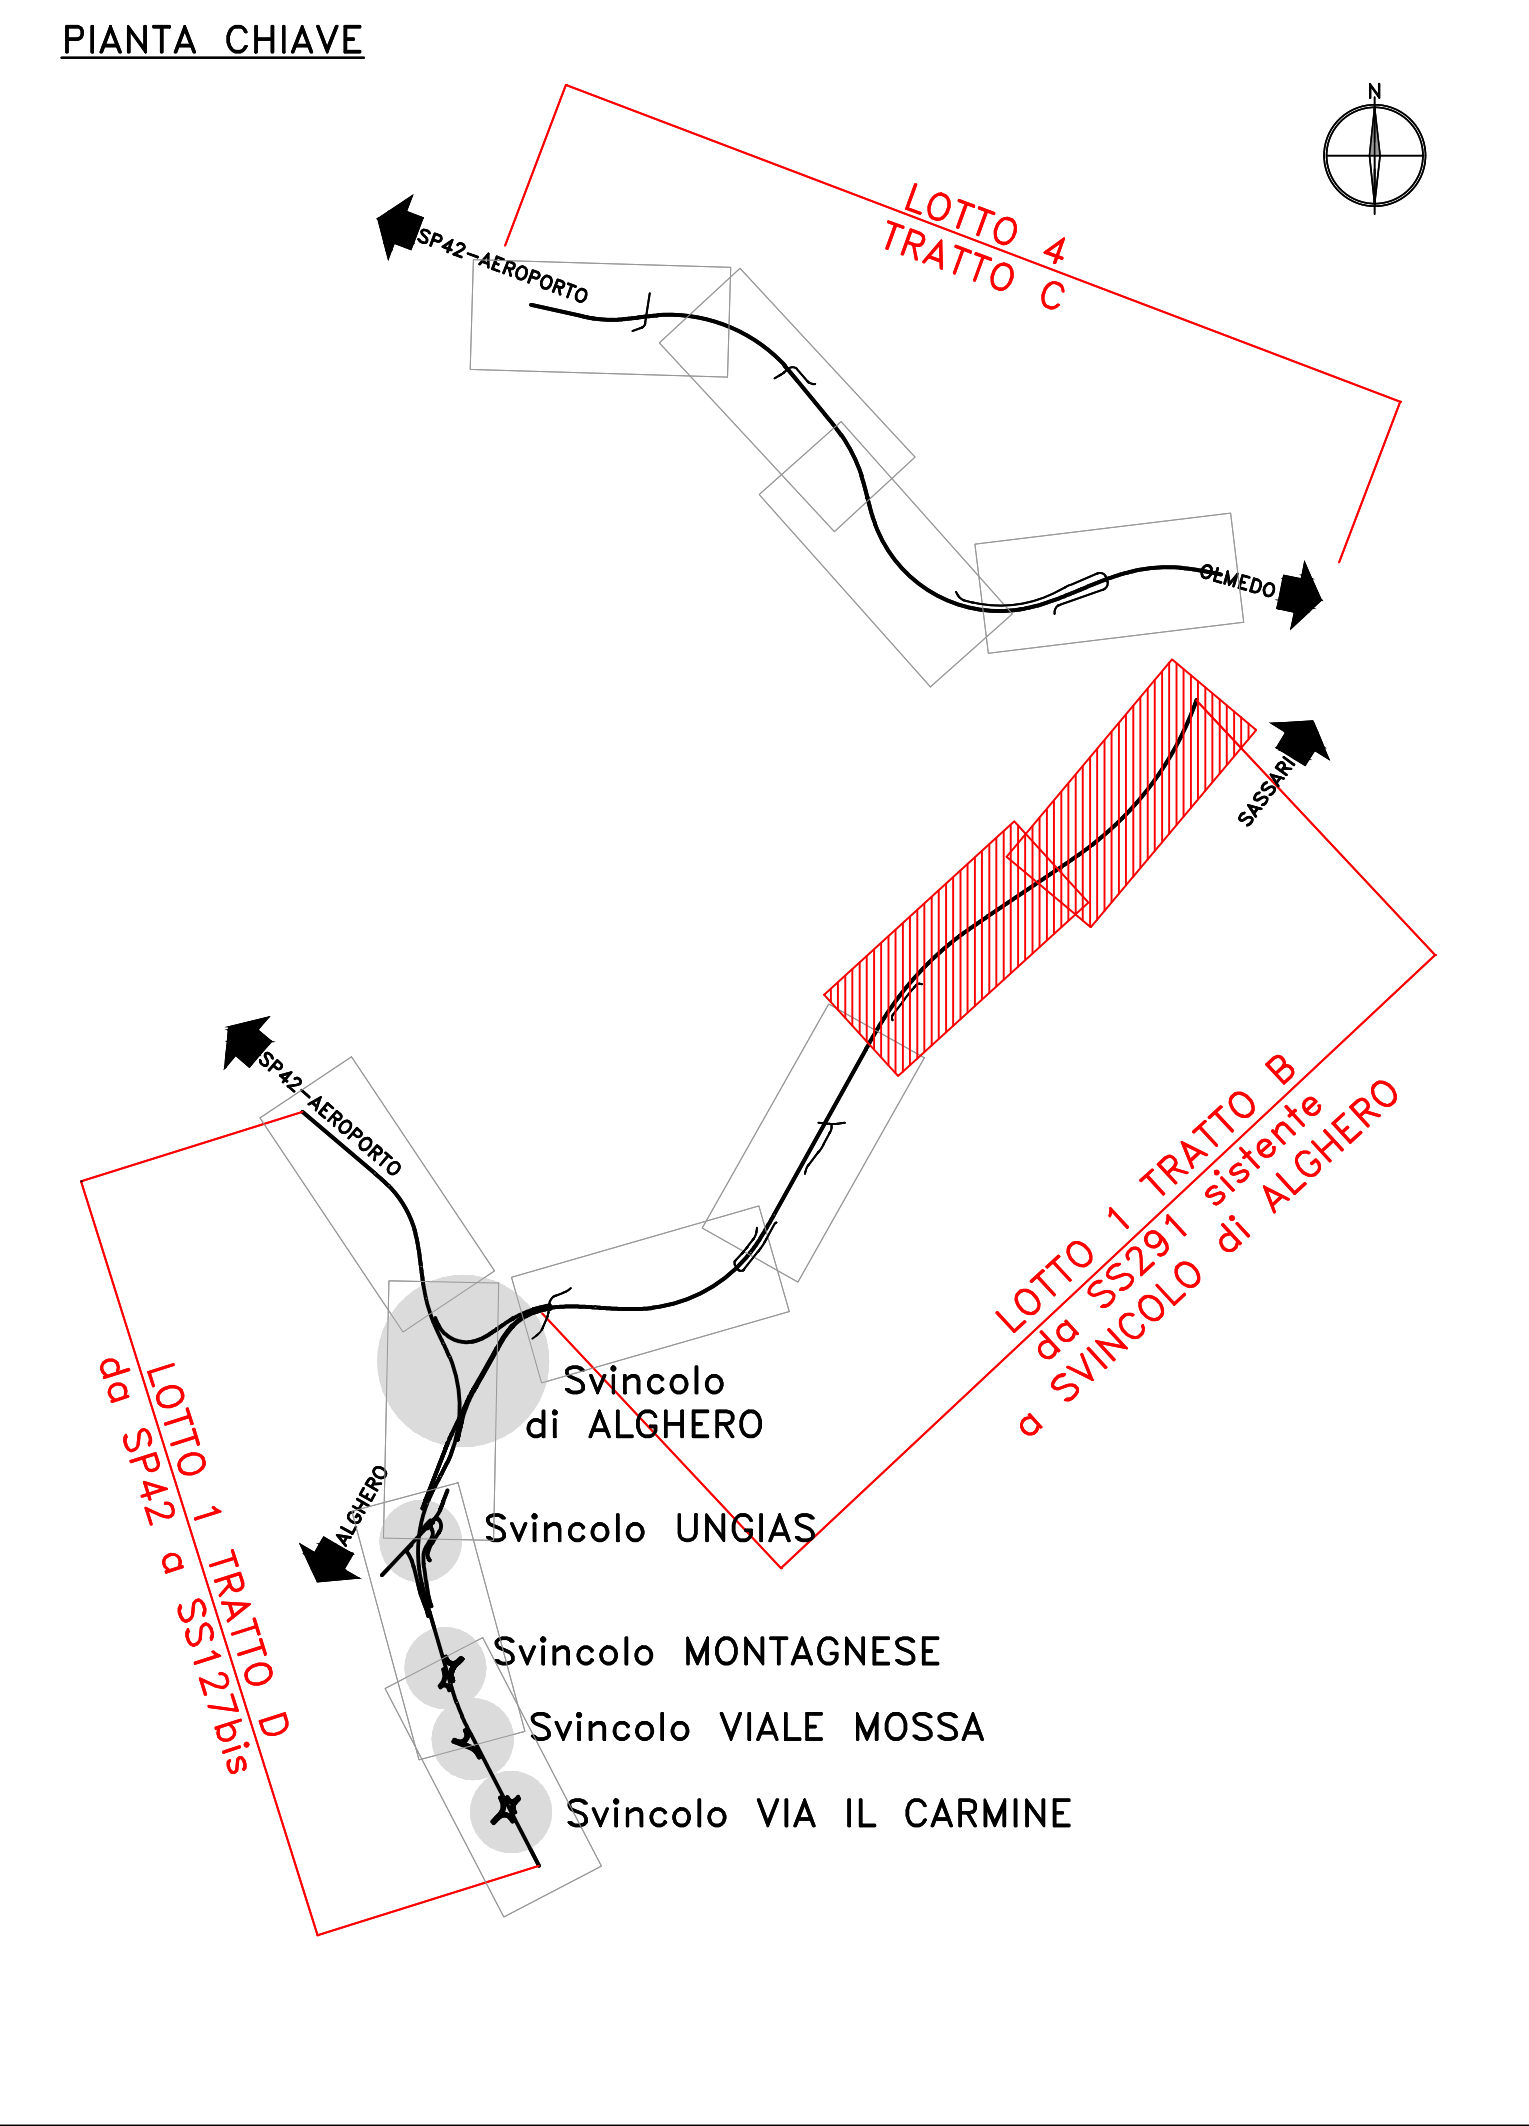 PIANTA CHIAVE
N
LOTTO 4
TRATTO C
SP42-AEROPORTO
OLMEDO
SASSARI
SP42-AEROPORTO
LOTTO 1 TRATTO B
da SS291 sistente
a SVINCOLO di ALGHERO
Svincolo
di ALGHERO
LOTTO 1 TRATTO D
da SP42 a SS127bis
ALGHERO
Svincolo UNGIAS
Svincolo MONTAGNESE
Svincolo VIALE MOSSA
Svincolo VIA IL CARMINE